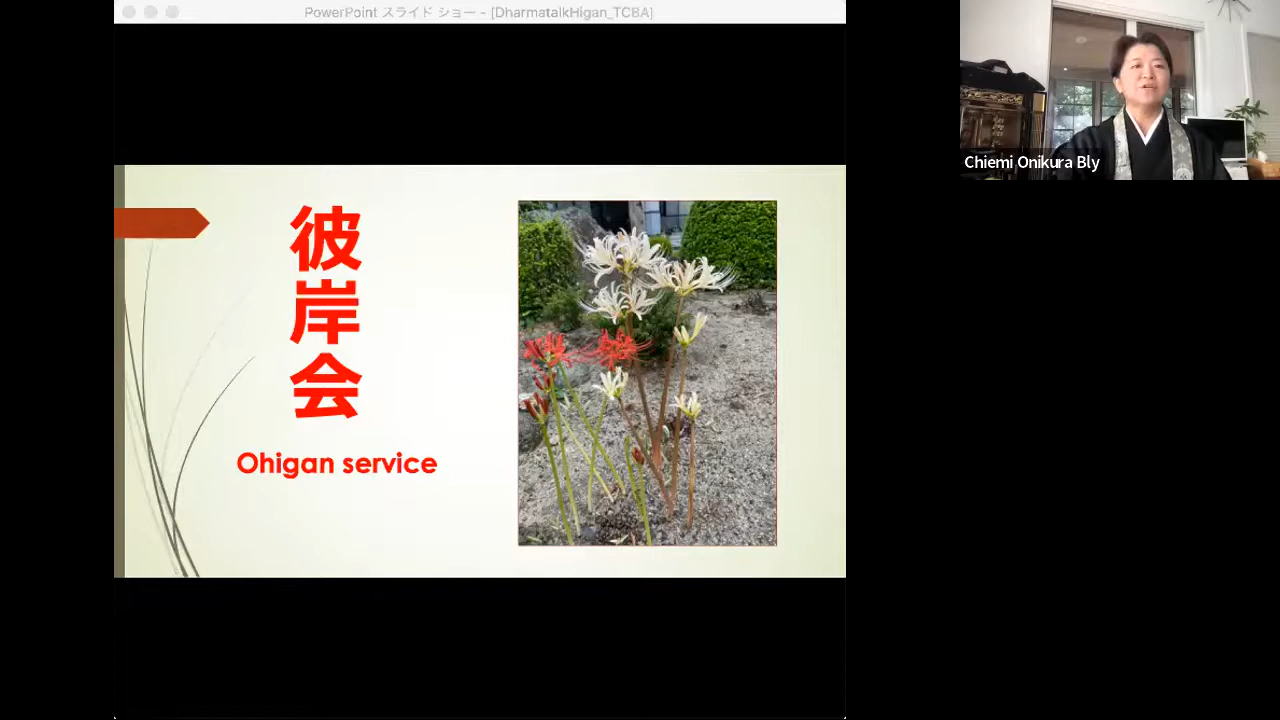 PowerPoint スライド ショー - [DharmatalkHigan_TCBA]
彼岸会
Ohigan service
Chiemi Onikura Bly